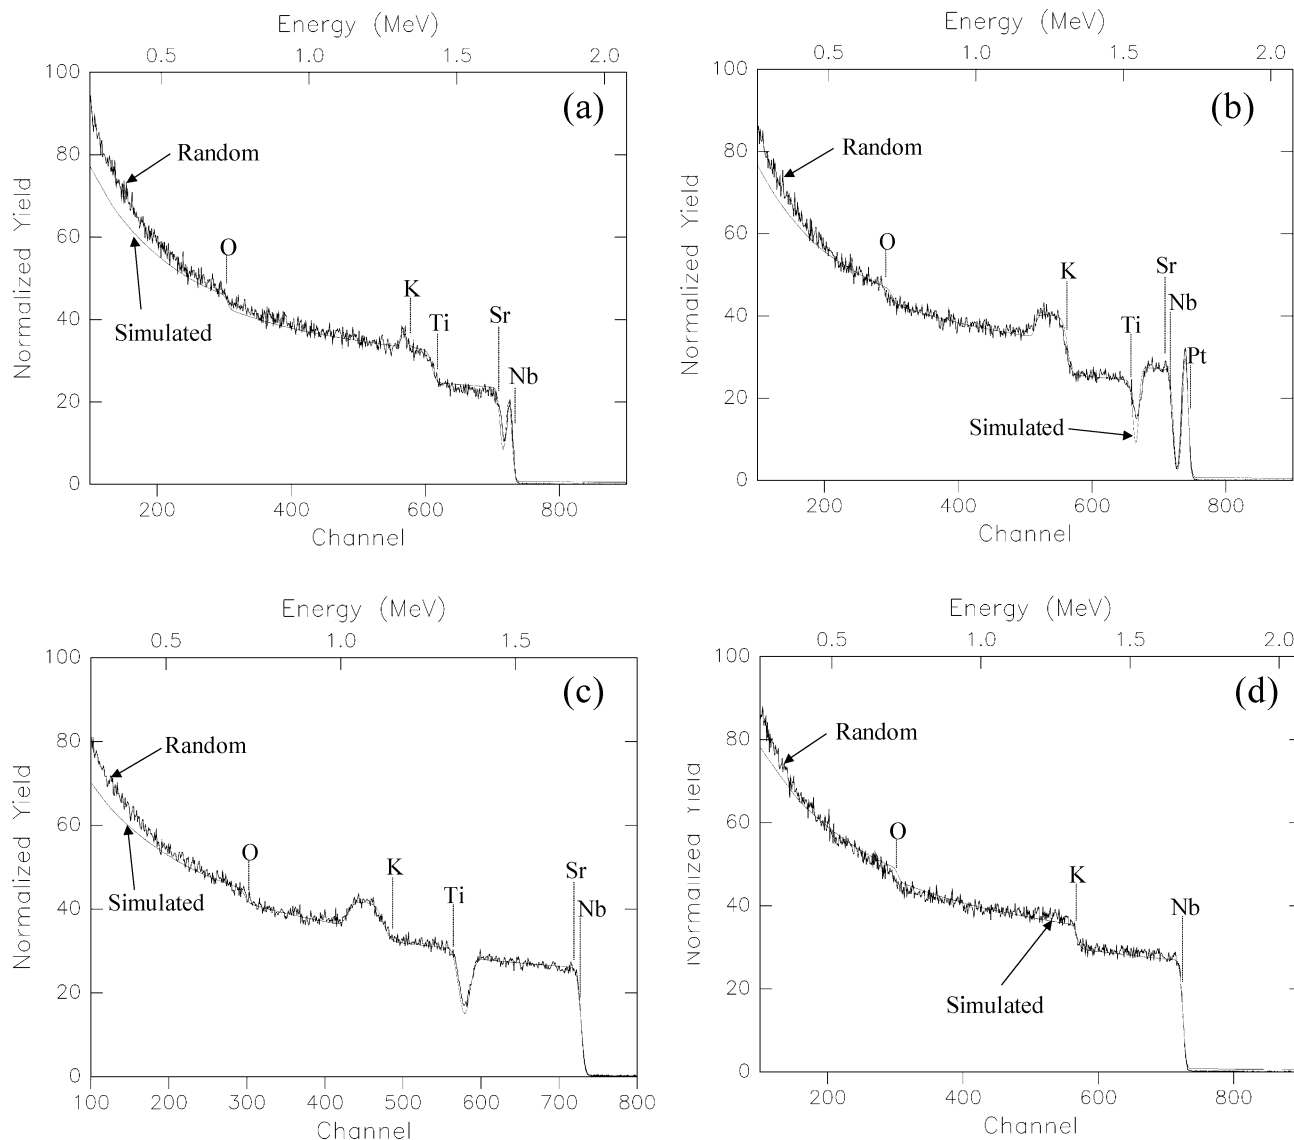 Energy (MeV)
0.5 1.0 1.5 2.0
100
80
60
40
20
0
Normalized Yield
(a)
Random
Simulated
O
K
Ti
Sr
Nb
200 400 600 800
Channel
Energy (MeV)
0.5 1.0 1.5 2.0
100
80
60
40
20
0
Normalized Yield
(b)
Random
O
K
Ti
Sr
Nb
Pt
Simulated
200 400 600 800
Channel
Energy (MeV)
0.5 1.0 1.5
100
80
60
40
20
0
Normalized Yield
(c)
Random
Simulated
O
K
Ti
Sr
Nb
100 200 300 400 500 600 700 800
Channel
Energy (MeV)
0.5 1.0 1.5 2.0
100
80
60
40
20
0
Normalized Yield
(d)
Random
O
K
Nb
Simulated
200 400 600 800
Channel